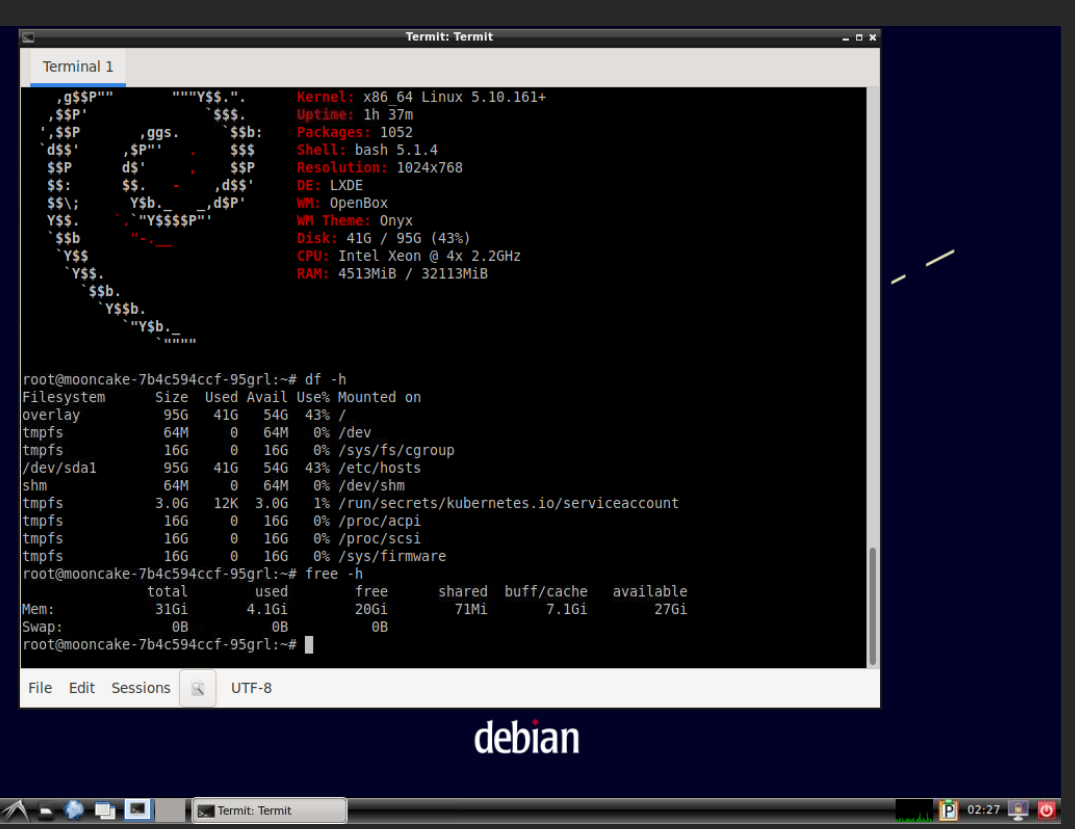 Termit: Termit
Terminal 1
,g$$P""       """Y$$.".      Kernel: x86_64 Linux 5.10.161+
,$$P'              `$$$.      Uptime: 1h 37m
',$$P       ,ggs.     `$$b:    Packages: 1052
`d$$'     ,$P"'   .    $$$     Shell: bash 5.1.4
$$P      d$'     ,    $$P     Resolution: 1024x768
$$:      $$.   -    ,d$$'     DE: LXDE
$$\;      Y$b._   _,d$P'      WM: OpenBox
Y$$.    `.`"Y$$$$P"'          WM Theme: Onyx
`$$b      "-.__               Disk: 41G / 95G (43%)
`Y$$                          CPU: Intel Xeon @ 4x 2.2GHz
`Y$$.                         RAM: 4513MiB / 32113MiB
`$$b.
`Y$$b.
`"Y$b._
`""""
root@mooncake-7b4c594ccf-95grl:~# df -h
Filesystem      Size  Used Avail Use% Mounted on
overlay          95G   41G   54G  43% /
tmpfs            64M     0   64M   0% /dev
tmpfs            16G     0   16G   0% /sys/fs/cgroup
/dev/sda1        95G   41G   54G  43% /etc/hosts
shm              64M     0   64M   0% /dev/shm
tmpfs           3.0G   12K  3.0G   1% /run/secrets/kubernetes.io/serviceaccount
tmpfs            16G     0   16G   0% /proc/acpi
tmpfs            16G     0   16G   0% /proc/scsi
tmpfs            16G     0   16G   0% /sys/firmware
root@mooncake-7b4c594ccf-95grl:~# free -h
total        used        free      shared  buff/cache   available
Mem:           31Gi       4.1Gi        20Gi        71Mi       7.1Gi        27Gi
Swap:            0B          0B          0B
root@mooncake-7b4c594ccf-95grl:~#
File Edit Sessions UTF-8
debian
Termit: Termit P 02:27